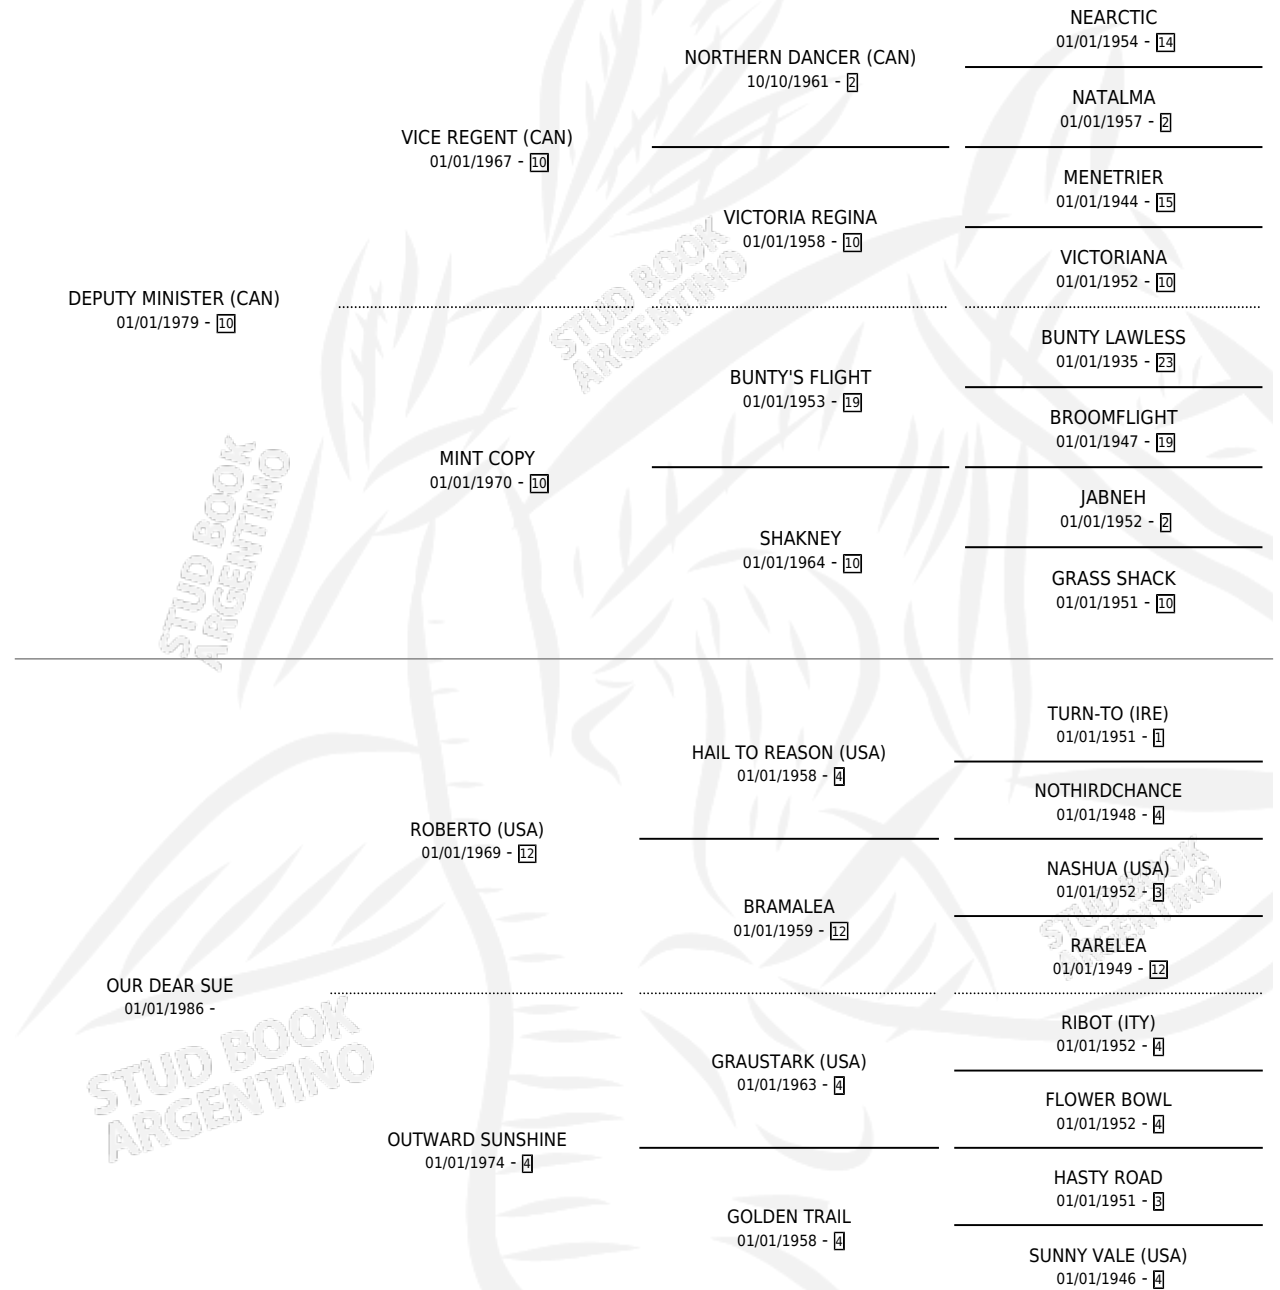 NEARCTIC
01/01/1954 - 14
NORTHERN DANCER (CAN)
10/10/1961 - 2
NATALMA
01/01/1957 - 2
VICE REGENT (CAN)
01/01/1967 - 10
MENETRIER
01/01/1944 - 15
VICTORIA REGINA
01/01/1958 - 10
VICTORIANA
01/01/1952 - 10
DEPUTY MINISTER (CAN)
01/01/1979 - 10
BUNTY LAWLESS
01/01/1935 - 23
BUNTY'S FLIGHT
01/01/1953 - 19
BROOMFLIGHT
01/01/1947 - 19
MINT COPY
01/01/1970 - 10
JABNEH
01/01/1952 - 2
SHAKNEY
01/01/1964 - 10
GRASS SHACK
01/01/1951 - 10
TURN-TO (IRE)
01/01/1951 - 1
HAIL TO REASON (USA)
01/01/1958 - 4
NOTHIRDCHANCE
01/01/1948 - 4
ROBERTO (USA)
01/01/1969 - 12
NASHUA (USA)
01/01/1952 - 3
BRAMALEA
01/01/1959 - 12
RARELEA
01/01/1949 - 12
OUR DEAR SUE
01/01/1986 -
RIBOT (ITY)
01/01/1952 - 4
GRAUSTARK (USA)
01/01/1963 - 4
FLOWER BOWL
01/01/1952 - 4
OUTWARD SUNSHINE
01/01/1974 - 4
HASTY ROAD
01/01/1951 - 3
GOLDEN TRAIL
01/01/1958 - 4
SUNNY VALE (USA)
01/01/1946 - 4
STUD BOOK
ARGENTINO
STUD BOOK
ARGENTINO
STUD BOOK
ARGENTINO
STUD BOOK
ARGENTINO